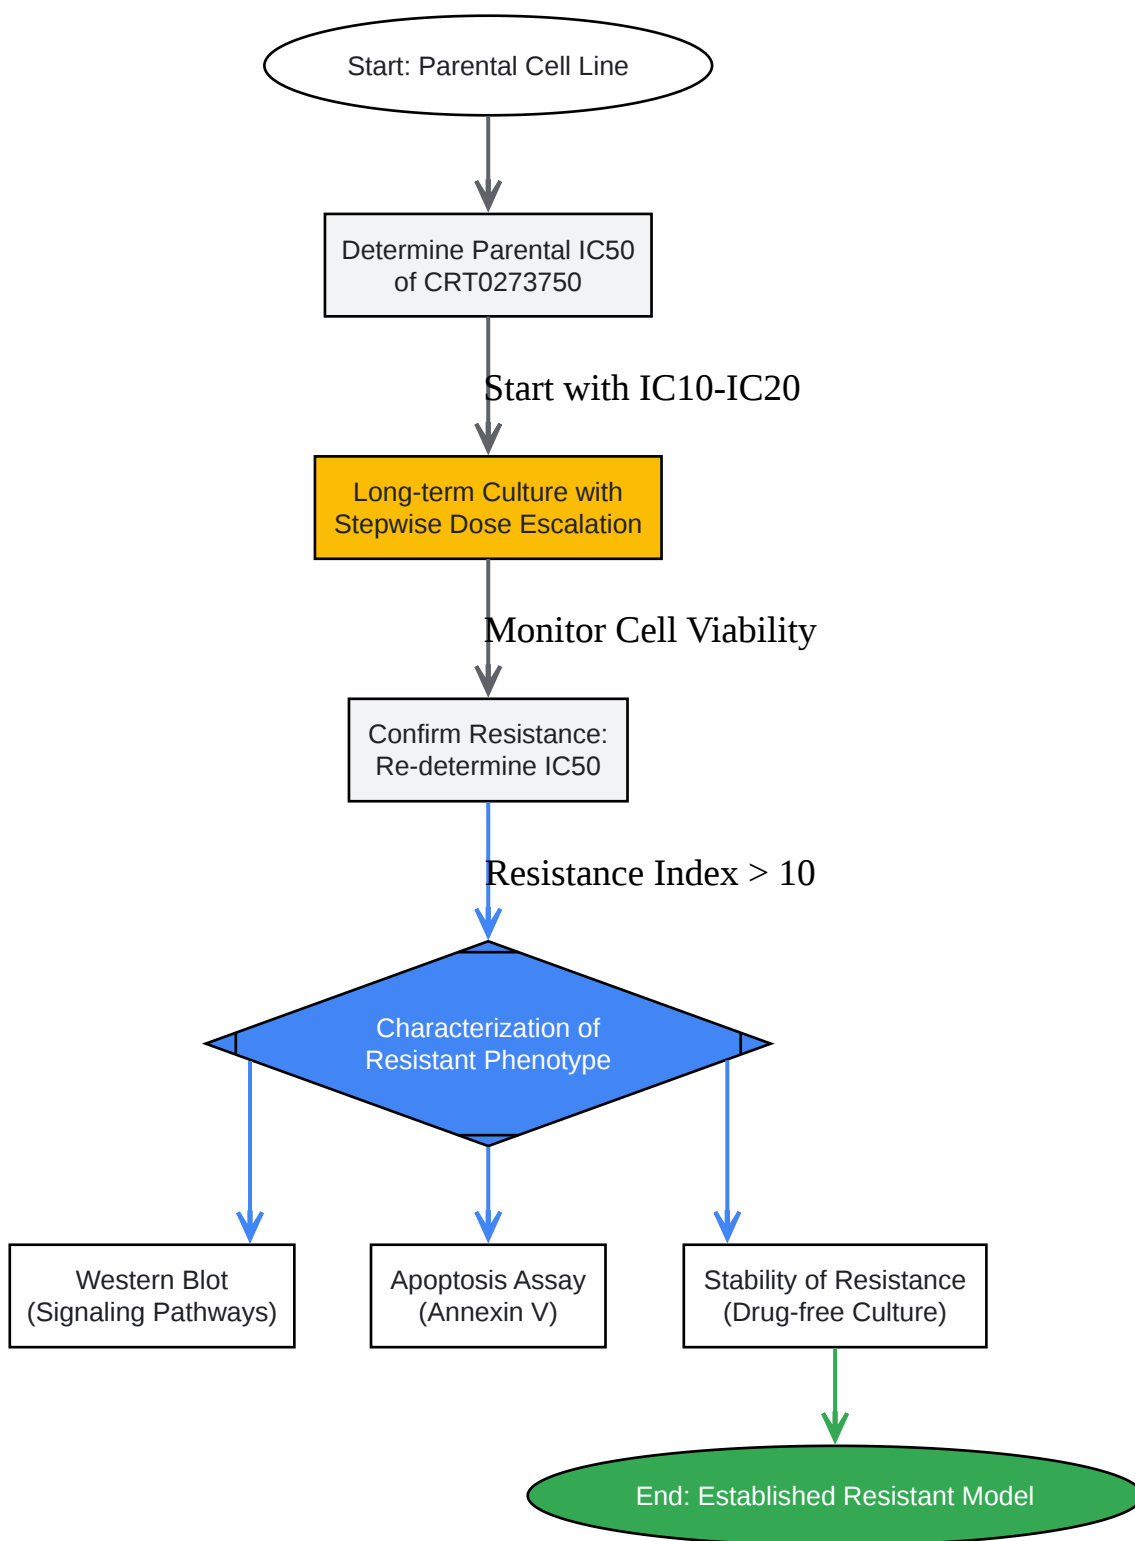 Start: Parental Cell Line
Determine Parental IC50
of CRT0273750
Start with IC10-IC20
Long-term Culture with
Stepwise Dose Escalation
Monitor Cell Viability
Confirm Resistance:
Re-determine IC50
Resistance Index > 10
Characterization of
Resistant Phenotype
Western Blot
(Signaling Pathways)
Apoptosis Assay
(Annexin V)
Stability of Resistance
(Drug-free Culture)
End: Established Resistant Model